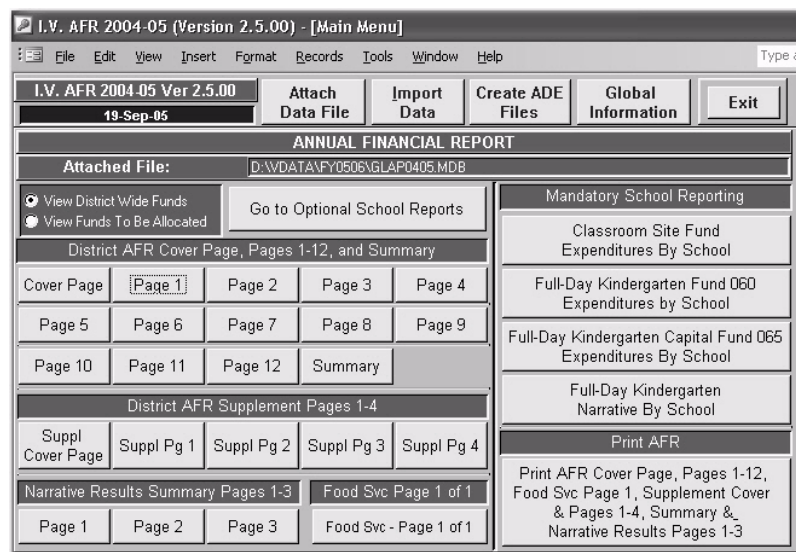 I.V. AFR 2004-05 (Version 2.5.00) - [Main Menu]
File Edit View Insert Format Records Tools Window Help Type
I.V. AFR 2004-05 Ver 2.5.00
19-Sep-05
Attach
Data File
Import
Data
Create ADE
Files
Global
Information
Exit
ANNUAL FINANCIAL REPORT
Attached File: D:\VDATA\FY0506\GLAP0405.MDB
View District Wide Funds
View Funds To Be Allocated
Go to Optional School Reports
District AFR Cover Page, Pages 1-12, and Summary
Cover Page Page 1 Page 2 Page 3 Page 4
Page 5 Page 6 Page 7 Page 8 Page 9
Page 10 Page 11 Page 12 Summary
District AFR Supplement Pages 1-4
Suppl
Cover Page
Suppl Pg 1 Suppl Pg 2 Suppl Pg 3 Suppl Pg 4
Narrative Results Summary Pages 1-3
Page 1 Page 2 Page 3
Food Svc Page 1 of 1
Food Svc - Page 1 of 1
Mandatory School Reporting
Classroom Site Fund
Expenditures By School
Full-Day Kindergarten Fund 060
Expenditures by School
Full-Day Kindergarten Capital Fund 065
Expenditures By School
Full-Day Kindergarten
Narrative By School
Print AFR
Print AFR Cover Page, Pages 1-12,
Food Svc Page 1, Supplement Cover
& Pages 1-4, Summary &_
Narrative Results Pages 1-3